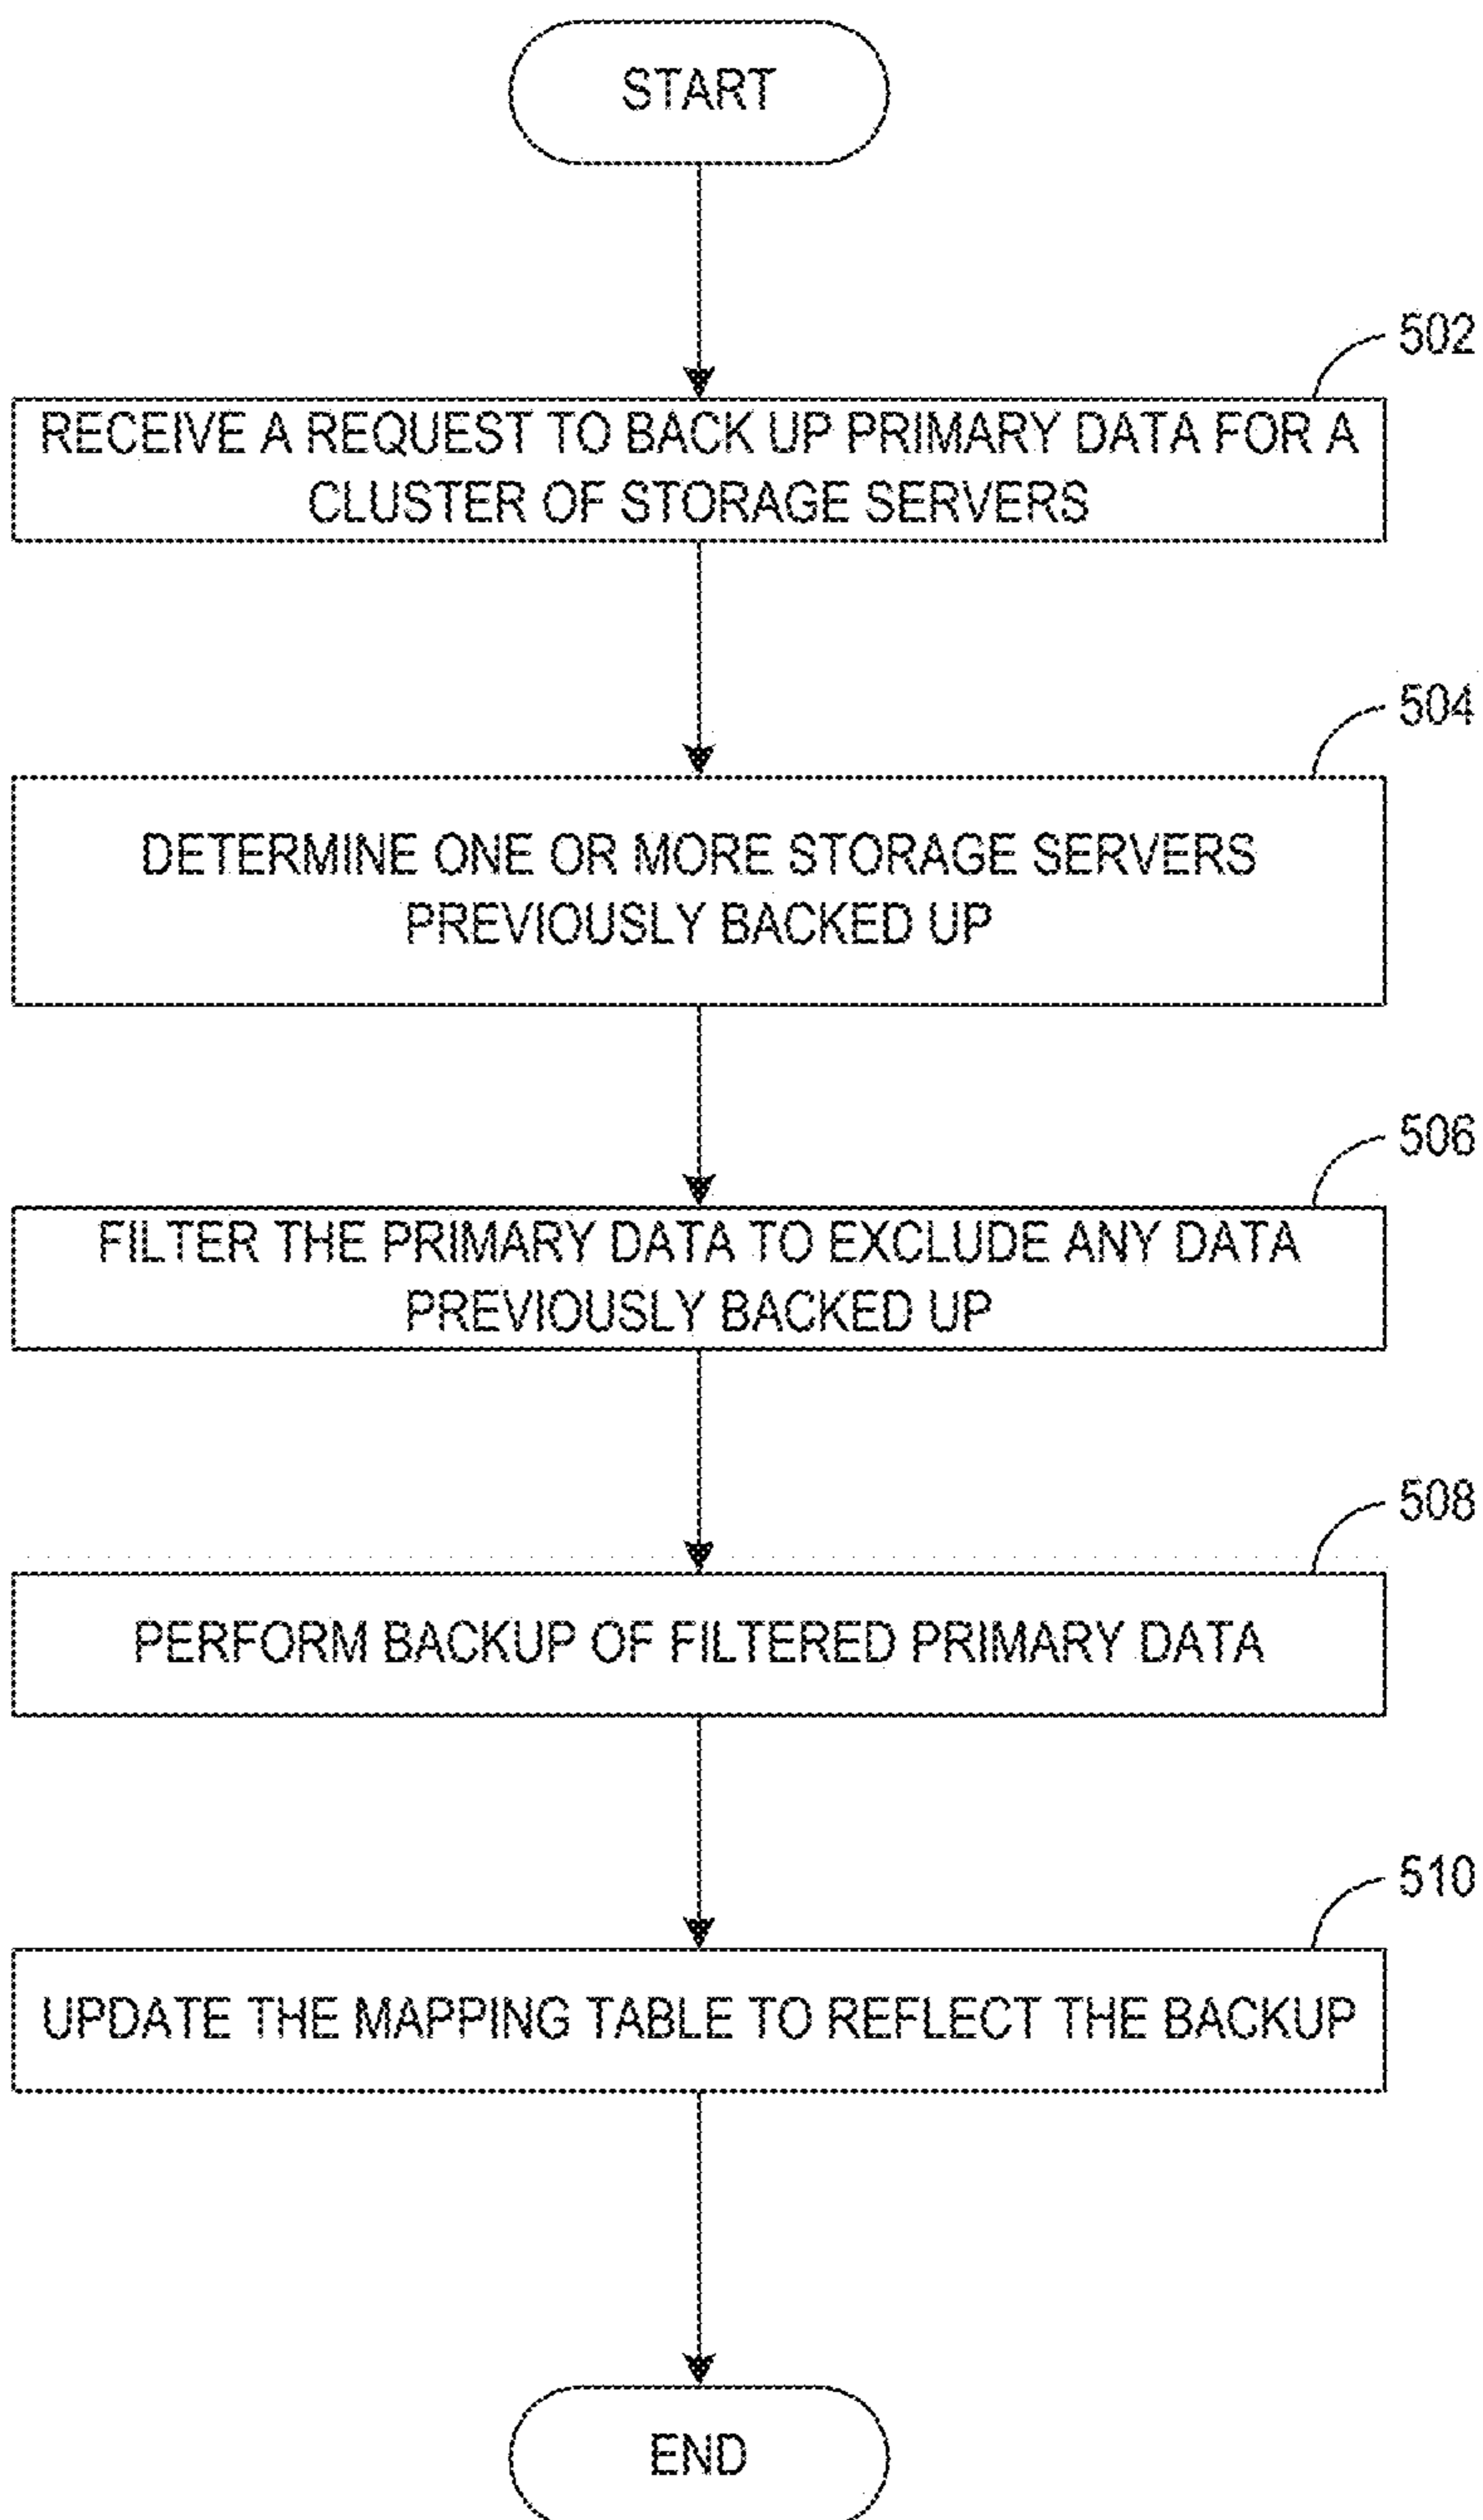 START
502
RECEIVE A REQUEST TO BACK UP PRIMARY DATA FOR A
CLUSTER OF STORAGE SERVERS
504
DETERMINE ONE OR MORE STORAGE SERVERS
PREVIOUSLY BACKED UP
506
FILTER THE PRIMARY DATA TO EXCLUDE ANY DATA
PREVIOUSLY BACKED UP
508
PERFORM BACKUP OF FILTERED PRIMARY DATA
510
UPDATE THE MAPPING TABLE TO REFLECT THE BACKUP
END